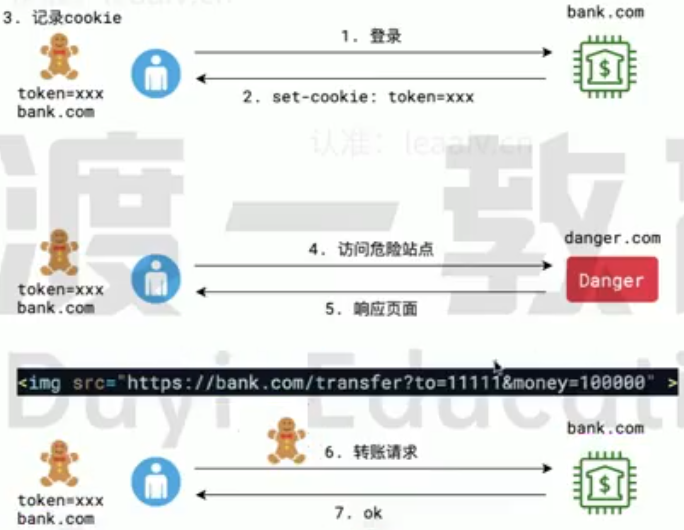 3. 记录cookie
bank.com
1. 登录
token=xxx
bank.com
2. set-cookie: token=xxx
认准: leaaiv.cn
渡一教
danger.com
4. 访问危险站点
Danger
token=xxx
bank.com
5. 响应页面
<img src="https://bank.com/transfer?to=11111&money=100000" >
Duyi Educati
bank.com
6. 转账请求
token=xxx
bank.com
7. ok